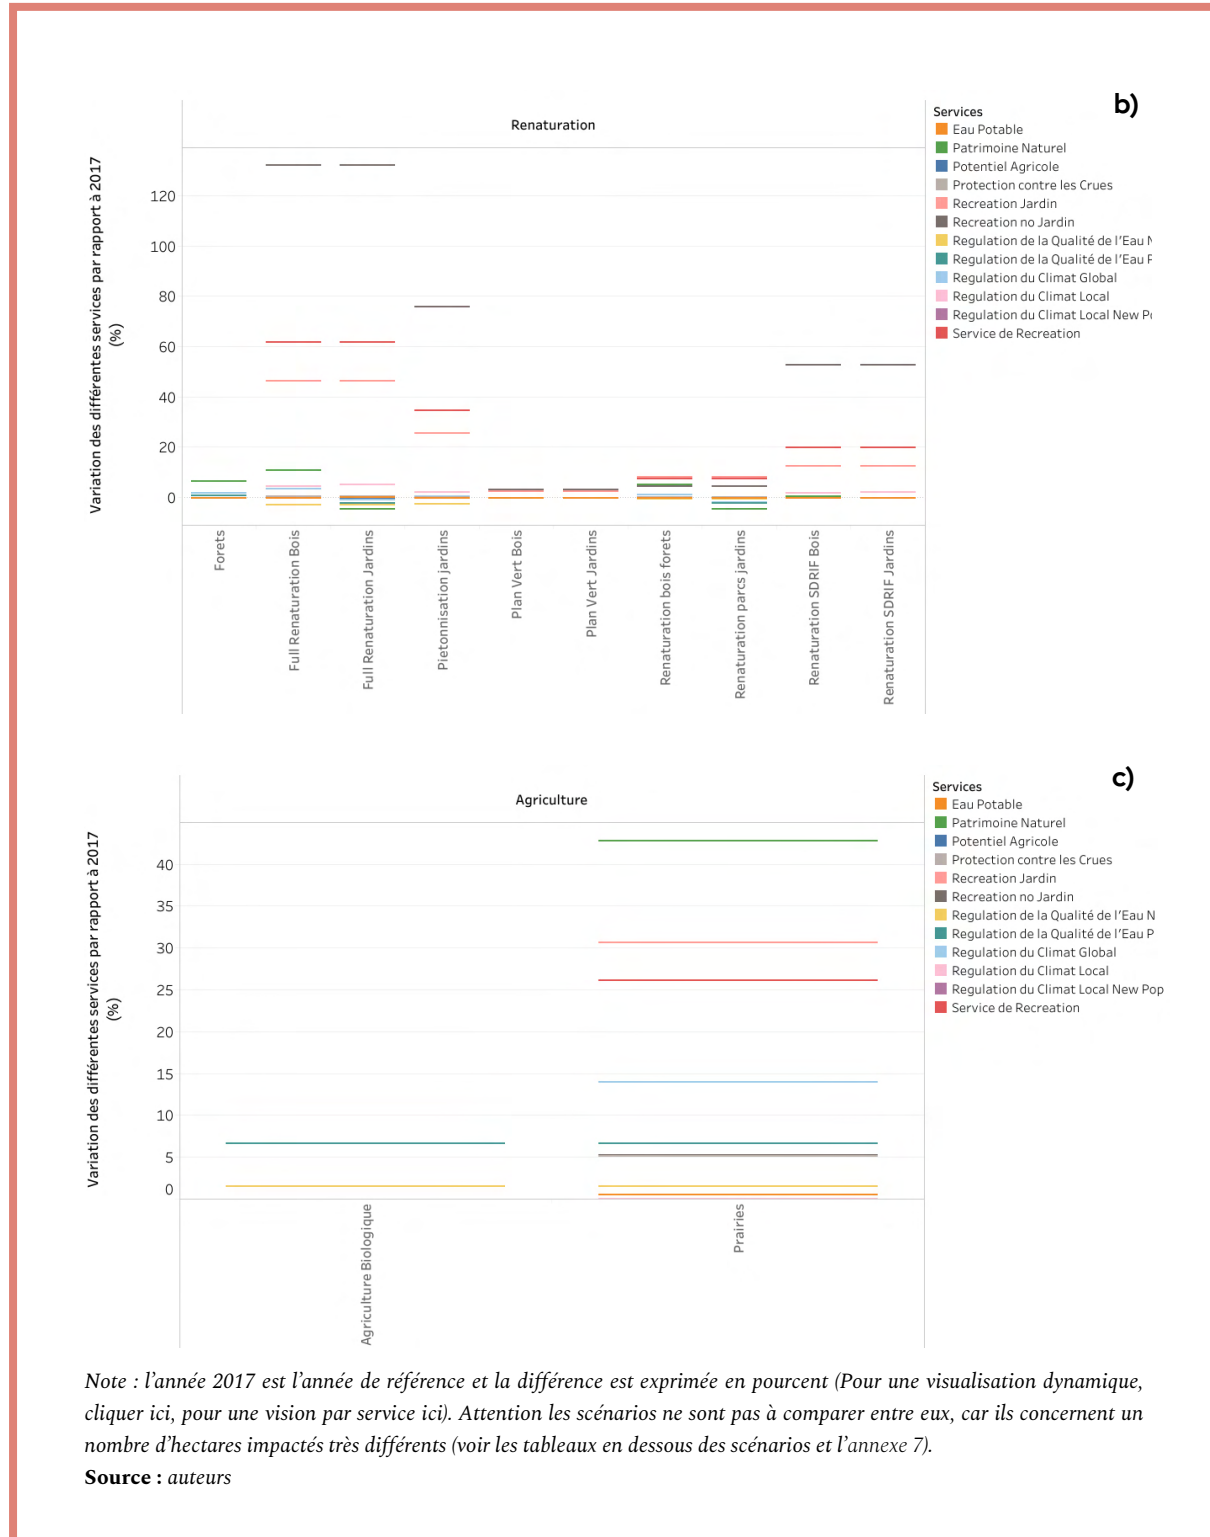 b)
Renaturation
Variation des différentes services par rapport à 2017
(%)
120
100
80
60
40
20
0
Forets
Full Renaturation Bois
Full Renaturation Jardins
Pietonnisation jardins
Plan Vert Bois
Plan Vert Jardins
Renaturation bois forets
Renaturation parcs jardins
Renaturation SDRIF Bois
Renaturation SDRIF Jardins
Services
Eau Potable
Patrimoine Naturel
Potentiel Agricole
Protection contre les Crues
Recreation Jardin
Recreation no Jardin
Regulation de la Qualité de l'Eau N
Regulation de la Qualité de l'Eau P
Regulation du Climat Global
Regulation du Climat Local
Regulation du Climat Local New Po
Service de Recreation
c)
Agriculture
Variation des différentes services par rapport à 2017
(%)
40
35
30
25
20
15
10
5
0
Agriculture Biologique
Prairies
Services
Eau Potable
Patrimoine Naturel
Potentiel Agricole
Protection contre les Crues
Recreation Jardin
Recreation no Jardin
Regulation de la Qualité de l'Eau N
Regulation de la Qualité de l'Eau P
Regulation du Climat Global
Regulation du Climat Local
Regulation du Climat Local New Pop
Service de Recreation
Note : l'année 2017 est l'année de référence et la différence est exprimée en pourcent (Pour une visualisation dynamique,
cliquer ici, pour une vision par service ici). Attention les scénarios ne sont pas à comparer entre eux, car ils concernent un
nombre d'hectares impactés très différents (voir les tableaux en dessous des scénarios et l'annexe 7).
Source : auteurs